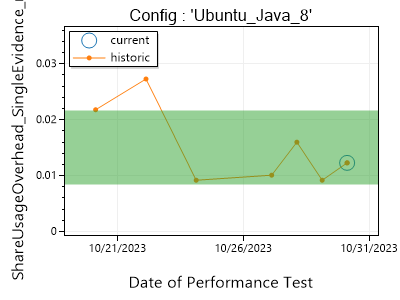 Config : 'Ubuntu_Java_8'
current
historic
ShareUsageOverhead_SingleEvidence_
0.03
0.02
0.01
0
10/21/2023
10/26/2023
10/31/2023
Date of Performance Test